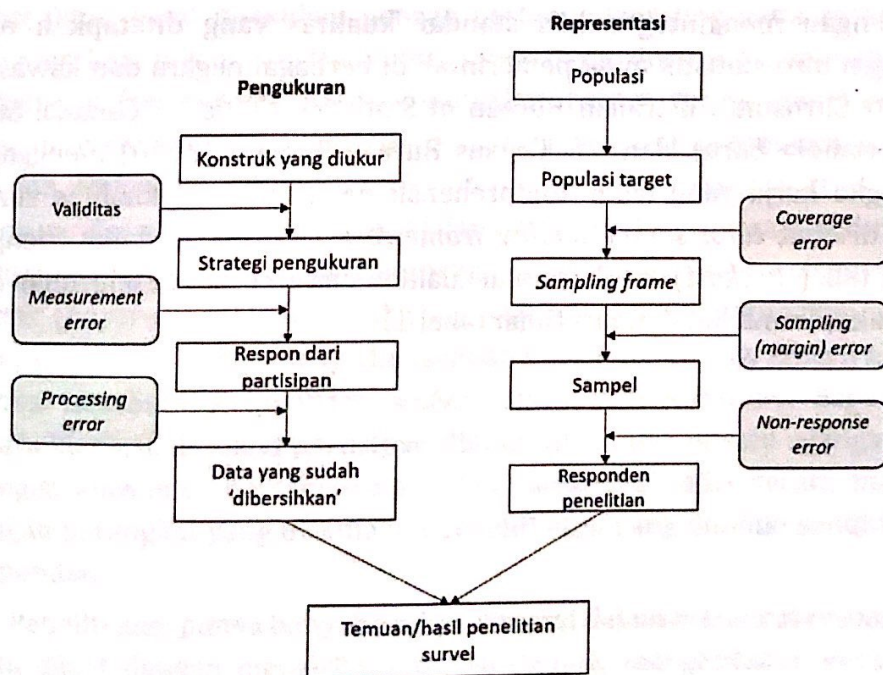 Representasi
Populasi
Pengukuran
Konstruk yang diukur
Populasi target
Validitas
Coverage
error
Strategi pengukuran
Sampling frame
Measurement
error
Sampling
(margin) error
Respon dari
partisipan
Sampel
Processing
error
Non-response
error
Data yang sudah
‘dibersihkan’
Responden
penelitian
Temuan/hasil penelitian
survei